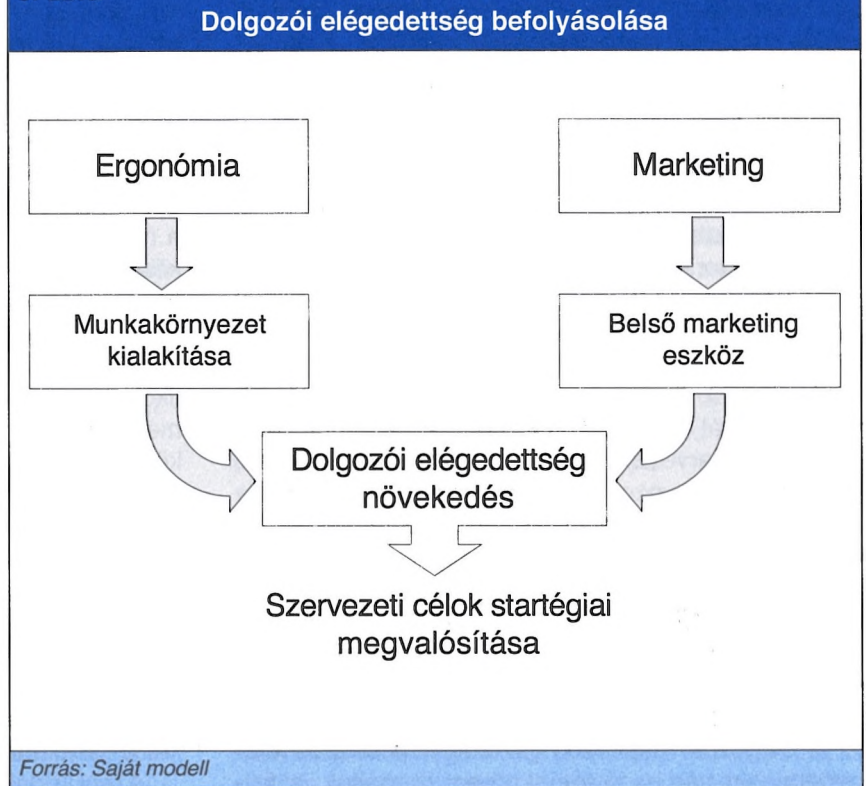 Dolgozói elégedettség befolyásolása
Ergonómia
Marketing
Munkakörnyezet
kialakítása
Belső marketing
eszköz
Dolgozói elégedettség
növekedés
Szervezeti célok startégiai
megvalósítása
Forrás: Saját modell